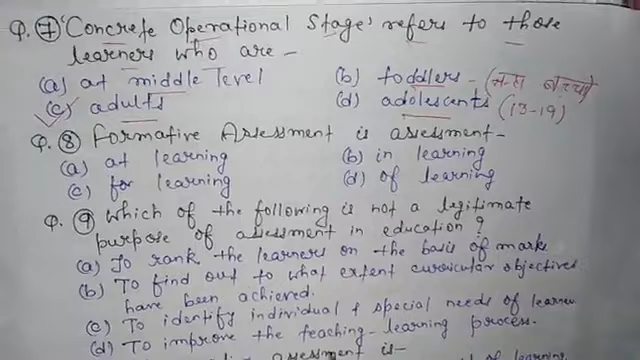 Q. 7 'Concrete Operational Stage' refers to those
learners who are -
(a) at middle level (b) toddlers - (नन्हा बच्चा)
(c) adults (d) adolescents (13-19)
Q. 8 Formative Assessment is assessment -
(a) at learning (b) in learning
(c) for learning (d) of learning
Q. 9 Which of the following is not a legitimate
purpose of assessment in education ?
(a) To rank the learners on the basis of marks
(b) To find out to what extent curricular objectives
have been achieved.
(c) To identify individual & special needs of learner
(d) To improve the teaching-learning process.
assessment is -
of learning